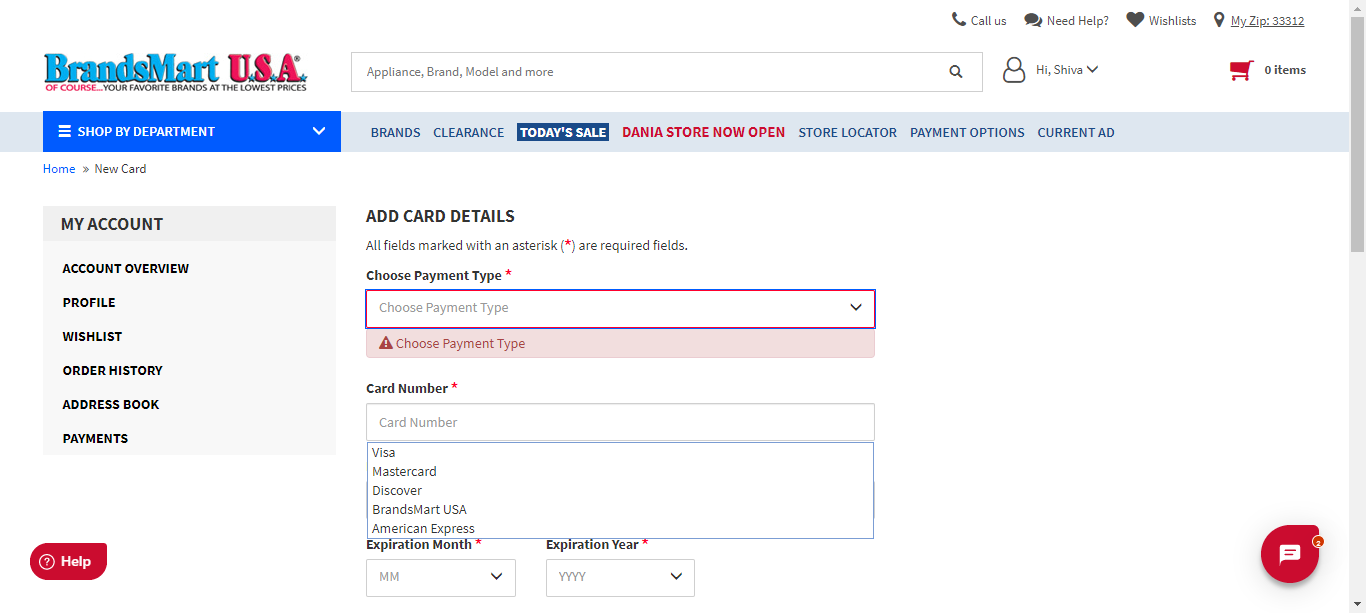 Call us
Need Help?
Wishlists
My Zip: 33312
BrandsMart U.S.A.
OF COURSE...YOUR FAVORITE BRANDS AT THE LOWEST PRICES
Appliance, Brand, Model and more
Hi, Shiva
0 items
SHOP BY DEPARTMENT
BRANDS
CLEARANCE
TODAY'S SALE
DANIA STORE NOW OPEN
STORE LOCATOR
PAYMENT OPTIONS
CURRENT AD
Home » New Card
MY ACCOUNT
ACCOUNT OVERVIEW
PROFILE
WISHLIST
ORDER HISTORY
ADDRESS BOOK
PAYMENTS
ADD CARD DETAILS
All fields marked with an asterisk (*) are required fields.
Choose Payment Type *
Choose Payment Type
Choose Payment Type
Card Number *
Card Number
Visa
Mastercard
Discover
BrandsMart USA
American Express
Expiration Month *
Expiration Year *
MM
YYYY
Help
2